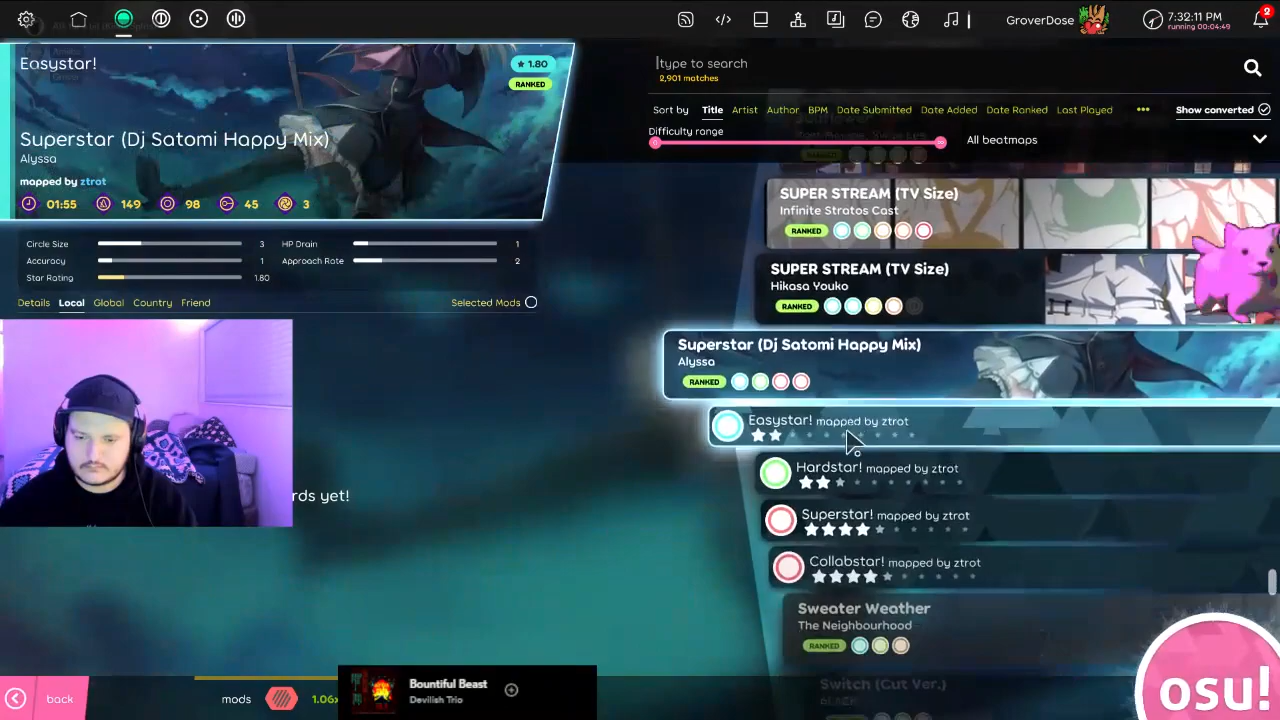 GroverDose
7:32:11 PM
running 00:04:49
2
Easystar!
1.80
RANKED
Superstar (Dj Satomi Happy Mix)
Alyssa
mapped by ztrot
01:55
149
98
45
3
Circle Size
3
HP Drain
1
Accuracy
1
Approach Rate
2
Star Rating
1.80
Details
Local
Global
Country
Friend
Selected Mods
rds yet!
type to search
2,901 matches
Sort by
Title
Artist
Author
BPM
Date Submitted
Date Added
Date Ranked
Last Played
•••
Show converted
Difficulty range
All beatmaps
SUPER STREAM (TV Size)
Infinite Stratos Cast
RANKED
SUPER STREAM (TV Size)
Hikasa Youko
RANKED
Superstar (Dj Satomi Happy Mix)
Alyssa
RANKED
Easystar! mapped by ztrot
Hardstar! mapped by ztrot
Superstar! mapped by ztrot
Collabstar! mapped by ztrot
Sweater Weather
The Neighbourhood
RANKED
Switch (Cut Ver.)
back
mods
1.06x
Bountiful Beast
Devilish Trio
osu!